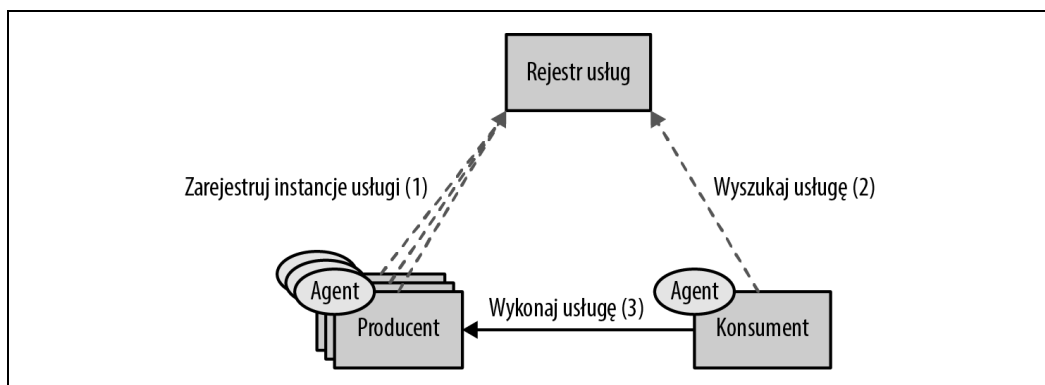 Rejestr usług
Zarejestruj instancje usługi (1)
Wyszukaj usługę (2)
Agent
Producent
Wykonaj usługę (3)
Agent
Konsument